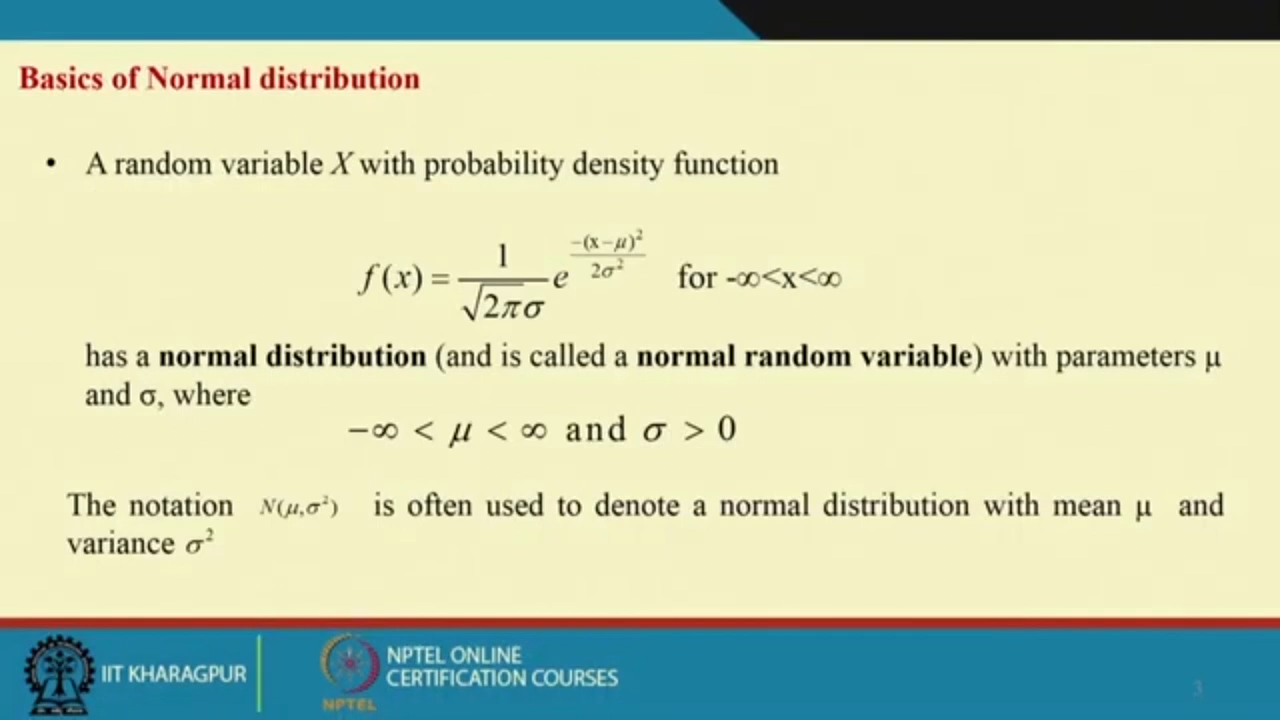 Basics of Normal distribution
• A random variable X with probability density function
f(x) = 1/(√2πσ) e^(-(x-μ)²/2σ²) for -∞<x<∞
has a normal distribution (and is called a normal random variable) with parameters μ
and σ, where
-∞ < μ < ∞ and σ > 0
The notation N(μ,σ²) is often used to denote a normal distribution with mean μ and
variance σ²
IIT KHARAGPUR
NPTEL
NPTEL ONLINE
CERTIFICATION COURSES
3